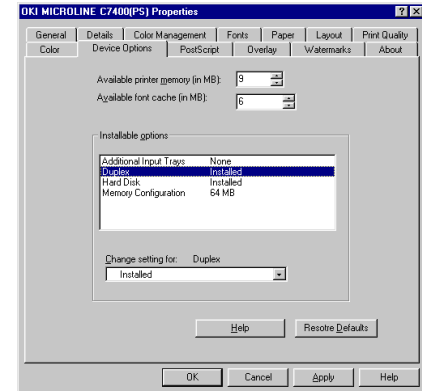 OKI MICROLINE C7400(PS) Properties
General Details Color Management Fonts Paper Layout Print Quality
Color Device Options PostScript Overlay Watermarks About
Available printer memory (in MB): 9
Available font cache (in MB): 6
Installable options
Additional Input Trays None
Duplex Installed
Hard Disk Installed
Memory Configuration 64 MB
Change setting for: Duplex
Installed
Help Resotre Defaults
OK Cancel Apply Help